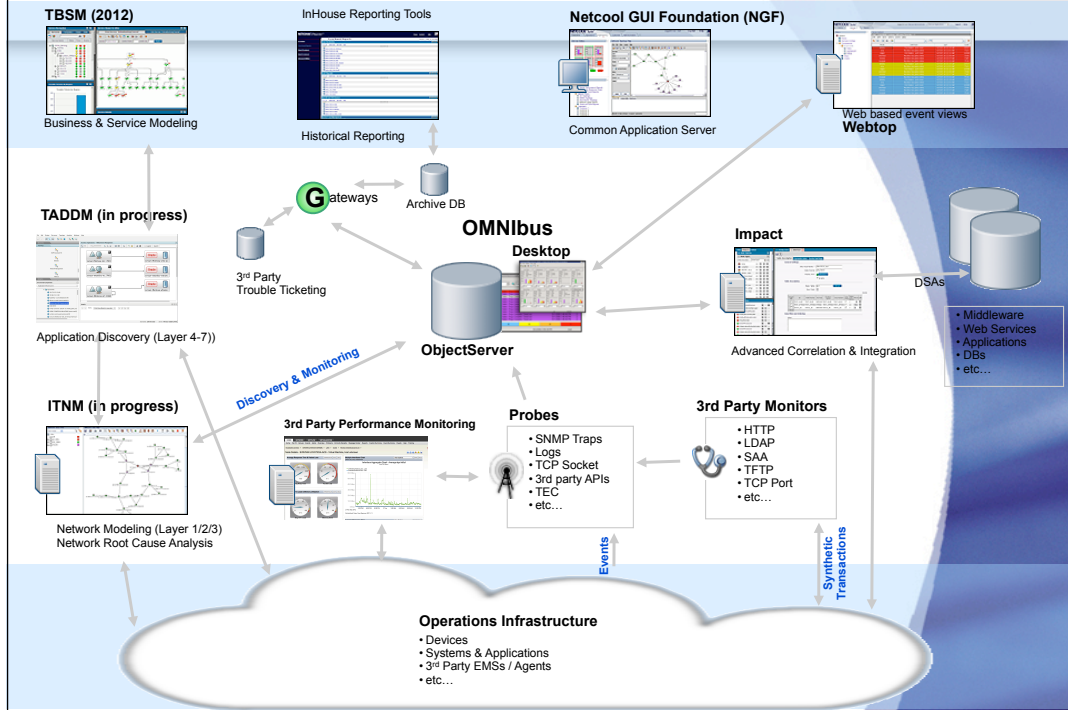 TBSM (2012)
Business & Service Modeling
InHouse Reporting Tools
Historical Reporting
Netcool GUI Foundation (NGF)
Common Application Server
Web based event views
Webtop
Gateways
Archive DB
3rd Party
Trouble Ticketing
TADDM (in progress)
Application Discovery (Layer 4-7))
OMNIbus
Desktop
ObjectServer
Impact
Advanced Correlation & Integration
DSAs
• Middleware
• Web Services
• Applications
• DBs
• etc…
Discovery & Monitoring
ITNM (in progress)
Network Modeling (Layer 1/2/3)
Network Root Cause Analysis
3rd Party Performance Monitoring
Probes
• SNMP Traps
• Logs
• TCP Socket
• 3rd party APIs
• TEC
• etc…
3rd Party Monitors
• HTTP
• LDAP
• SAA
• TFTP
• TCP Port
• etc…
Events
Synthetic
Transactions
Operations Infrastructure
• Devices
• Systems & Applications
• 3rd Party EMSs / Agents
• etc…